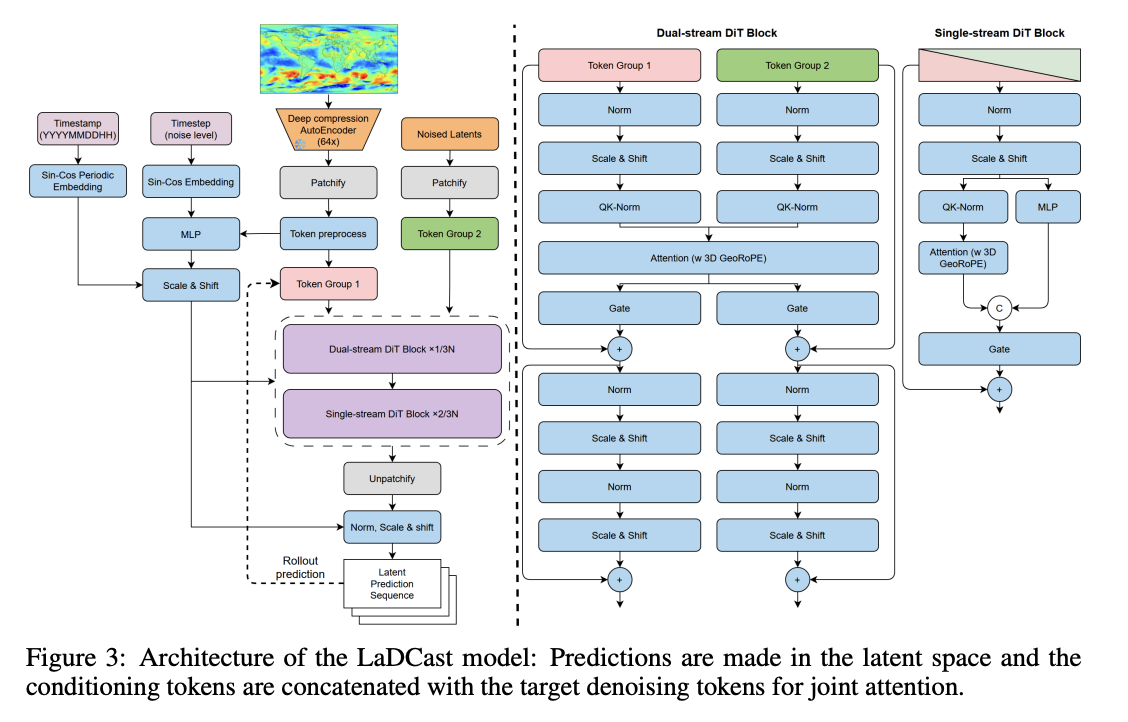 Timestamp
(YYYYMMDDHH)
Timestep
(noise level)
Deep compression
AutoEncoder
(64x)
Noised Latents
Sin-Cos Periodic
Embedding
Sin-Cos Embedding
Patchify
Patchify
MLP
Token preprocess
Token Group 2
Scale & Shift
Token Group 1
Dual-stream DiT Block ×1/3N
Single-stream DiT Block ×2/3N
Unpatchify
Norm, Scale & shift
Rollout
prediction
Latent
Prediction
Sequence
Dual-stream DiT Block
Token Group 1
Token Group 2
Norm
Norm
Scale & Shift
Scale & Shift
QK-Norm
QK-Norm
Attention (w 3D GeoRoPE)
Gate
Gate
+
+
Norm
Norm
Scale & Shift
Scale & Shift
Norm
Norm
Scale & Shift
Scale & Shift
+
+
Single-stream DiT Block
Norm
Scale & Shift
QK-Norm
MLP
Attention (w 3D
GeoRoPE)
C
Gate
+
Figure 3: Architecture of the LaDCast model: Predictions are made in the latent space and the
conditioning tokens are concatenated with the target denoising tokens for joint attention.